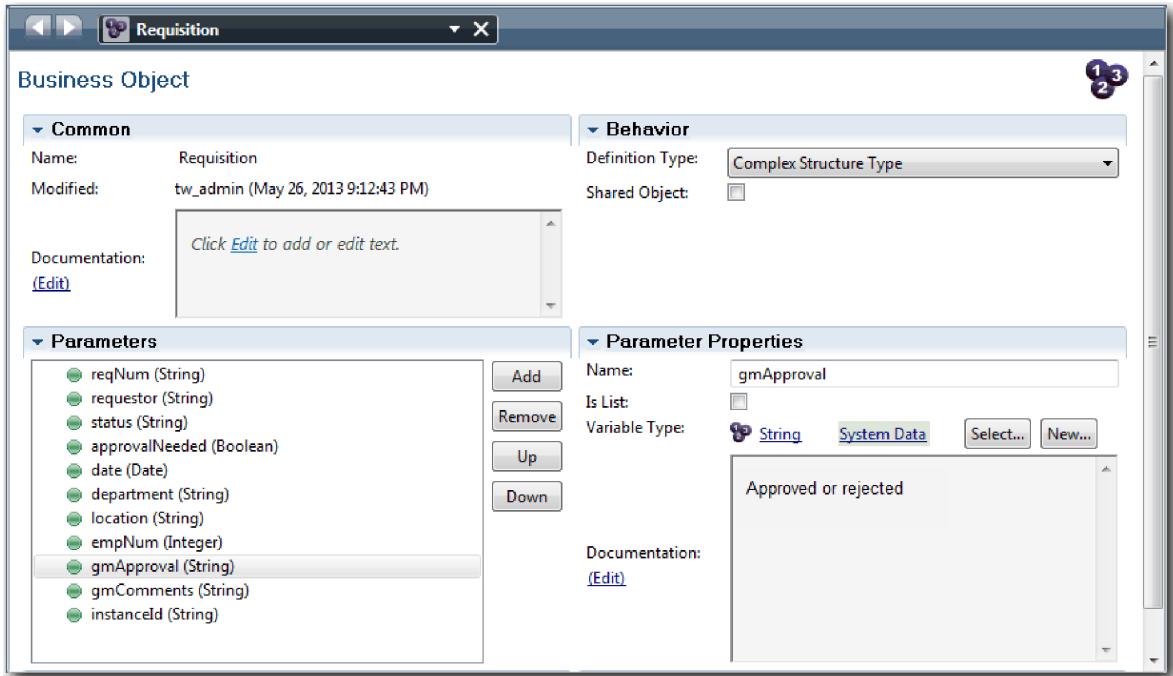 Requisition
Business Object
1 2 3
Common
Name: Requisition
Modified: tw_admin (May 26, 2013 9:12:43 PM)
Documentation:
(Edit)
Click Edit to add or edit text.
Behavior
Definition Type: Complex Structure Type
Shared Object:
Parameters
reqNum (String)
requestor (String)
status (String)
approvalNeeded (Boolean)
date (Date)
department (String)
location (String)
empNum (Integer)
gmApproval (String)
gmComments (String)
instanceId (String)
Add
Remove
Up
Down
Parameter Properties
Name: gmApproval
Is List:
Variable Type: String System Data Select... New...
Documentation:
(Edit)
Approved or rejected